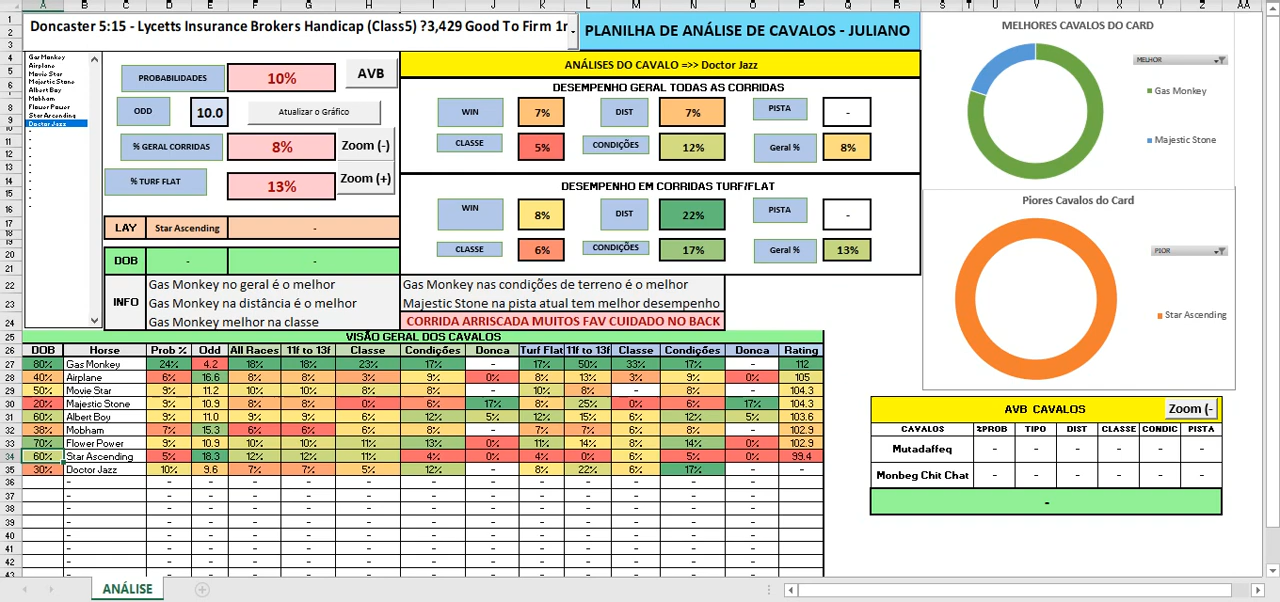 Doncaster 5:15 - Lycetts Insurance Brokers Handicap (Class5) ?3,429 Good To Firm 1r
PLANILHA DE ANÁLISE DE CAVALOS - JULIANO
Gas Monkey
Airplane
Movie Star
Majestic Stone
Albert Boy
Mobham
Flower Power
Star Ascending
Doctor Jazz
PROBABILIDADES 10% AVB
ODD 10.0 Atualizar o Gráfico
% GERAL CORRIDAS 8% Zoom (-)
% TURF FLAT 13% Zoom (+)
LAY Star Ascending -
DOB - -
ANÁLISES DO CAVALO =>> Doctor Jazz
DESEMPENHO GERAL TODAS AS CORRIDAS
WIN 7% DIST 7% PISTA -
CLASSE 5% CONDIÇÕES 12% Geral % 8%
DESEMPENHO EM CORRIDAS TURF/FLAT
WIN 8% DIST 22% PISTA -
CLASSE 6% CONDIÇÕES 17% Geral % 13%
INFO
Gas Monkey no geral é o melhor
Gas Monkey na distância é o melhor
Gas Monkey melhor na classe
Gas Monkey nas condições de terreno é o melhor
Majestic Stone na pista atual tem melhor desempenho
CORRIDA ARRISCADA MUITOS FAV CUIDADO NO BACK
MELHORES CAVALOS DO CARD
MELHOR
Gas Monkey
Majestic Stone
Piores Cavalos do Card
PIOR
Star Ascending
VISÃO GERAL DOS CAVALOS
DOB Horse Prob % Odd All Races 11f to 13f Classe Condições Donca Turf Flat 11f to 13f Classe Condições Donca Rating
80% Gas Monkey 24% 4.2 18% 18% 23% 17% - 17% 50% 33% 17% - 112
40% Airplane 6% 16.6 8% 8% 3% 9% 0% 8% 13% 3% 9% 0% 105
50% Movie Star 9% 11.2 10% 9% 8% 9% - 10% 8% - 8% - 104.3
20% Majestic Stone 9% 10.9 8% 8% 0% 6% 17% 8% 25% 0% 6% 17% 104.3
60% Albert Boy 9% 11.0 9% 9% 6% 12% 5% 12% 15% 6% 12% 5% 103.6
38% Mobham 7% 15.3 6% 6% 6% 8% - 7% 7% 6% 8% - 102.9
70% Flower Power 9% 10.9 10% 10% 11% 13% 0% 11% 14% 8% 14% 0% 102.9
60% Star Ascending 5% 18.3 12% 12% 11% 4% 0% 4% 0% 6% 5% 0% 99.4
30% Doctor Jazz 10% 9.6 7% 7% 5% 12% - 8% 22% 6% 17% - -
AVB CAVALOS Zoom (-
CAVALOS %PROB TIPO DIST CLASSE CONDIC PISTA
Mutadaffeq - - - - - -
Monbeg Chit Chat - - - - - -
-
ANÁLISE